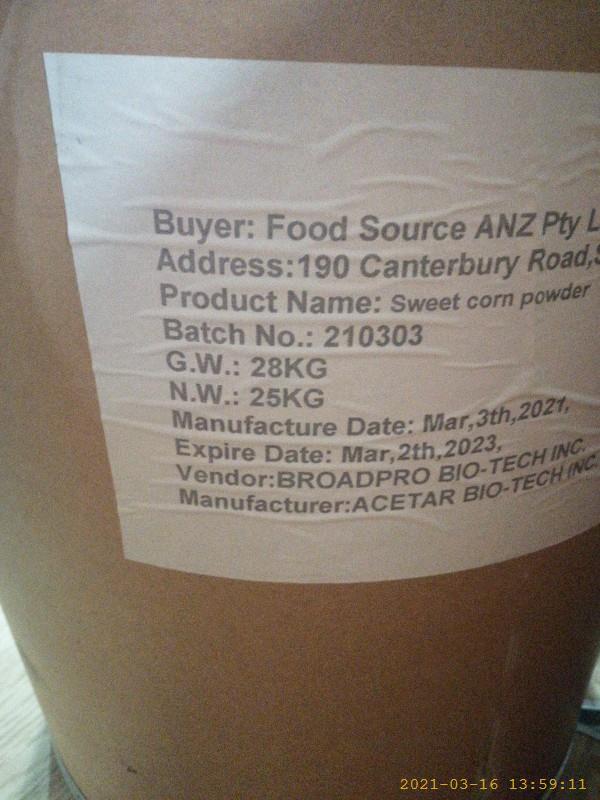 Buyer: Food Source ANZ Pty
Address:190 Canterbury Road,
Product Name: Sweet corn powder
Batch No.: 210303
G.W.: 28KG
N.W.: 25KG
Manufacture Date: Mar,3th,2021,
Expire Date: Mar,2th,2023,
Vendor:BROADPRO BIO-TECH INC.
Manufacturer:ACETAR BIO-TECH INC.
2021-03-16 13:59:11